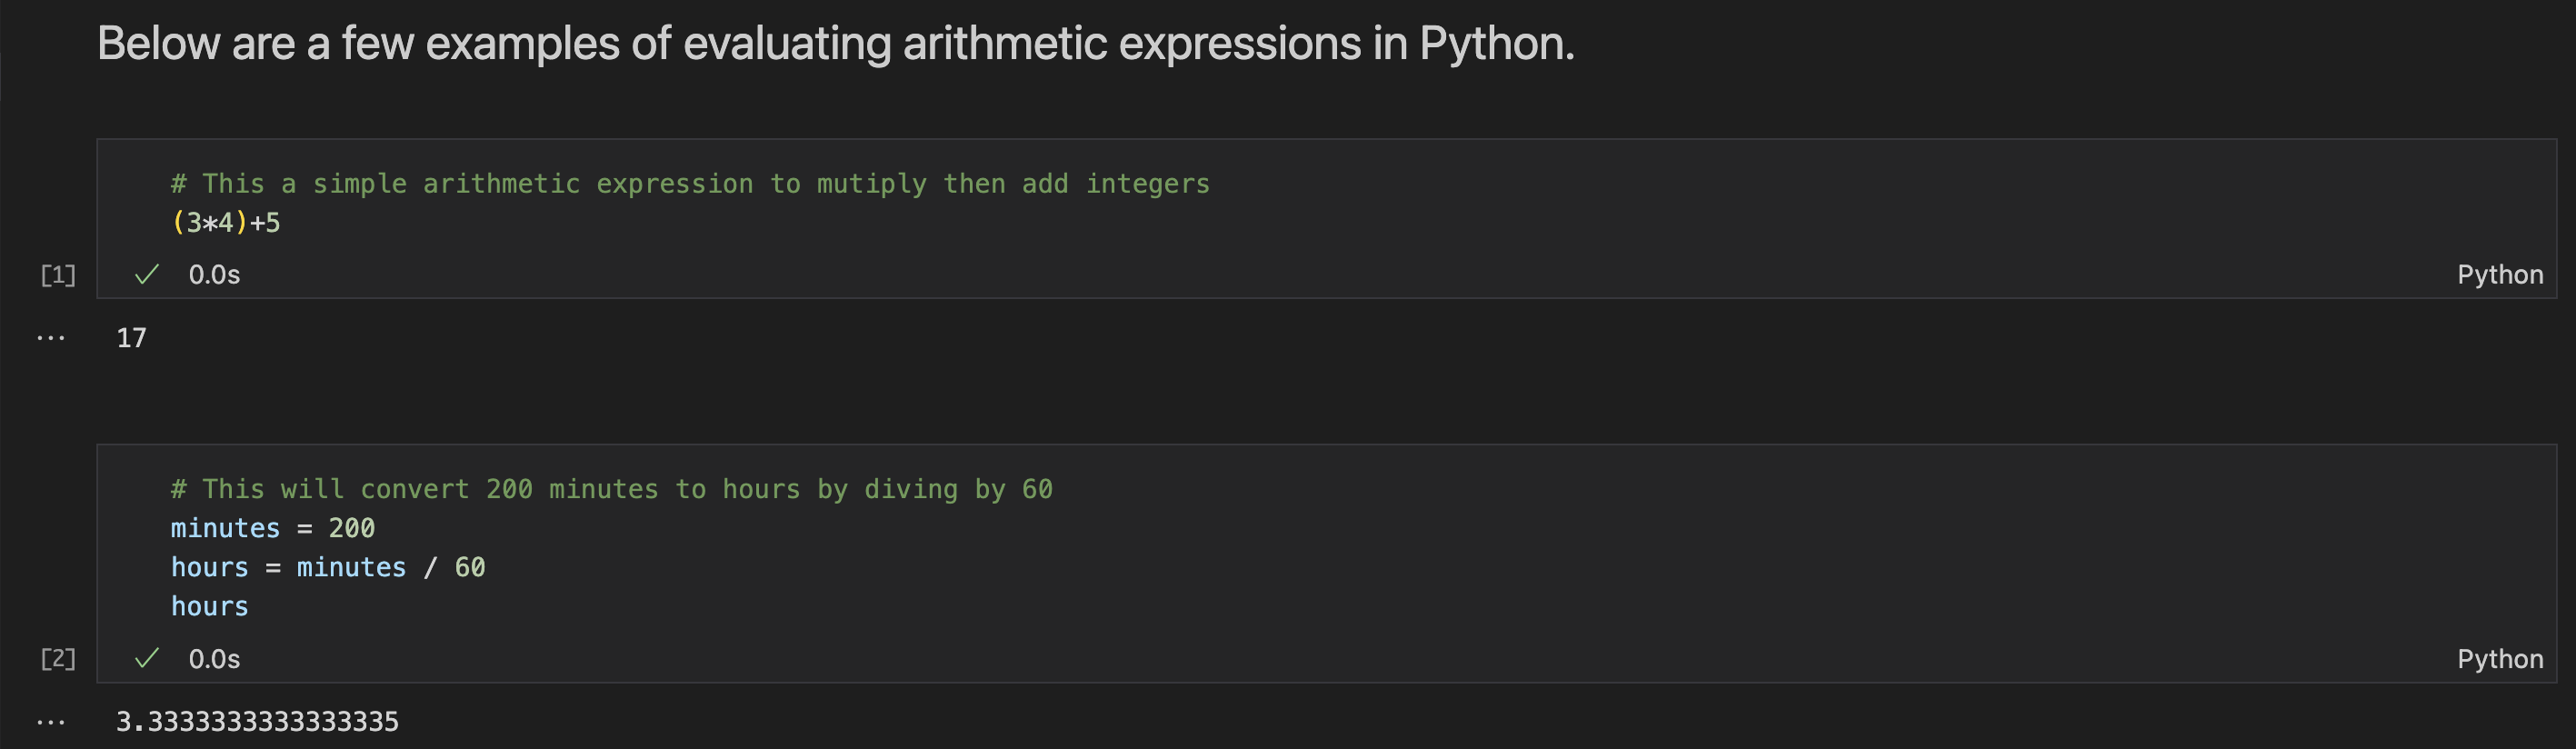 Below are a few examples of evaluating arithmetic expressions in Python.
# This a simple arithmetic expression to mutiply then add integers
(3*4)+5
[1] ✓ 0.0s Python
... 17
# This will convert 200 minutes to hours by diving by 60
minutes = 200
hours = minutes / 60
hours
[2] ✓ 0.0s Python
... 3.3333333333333335